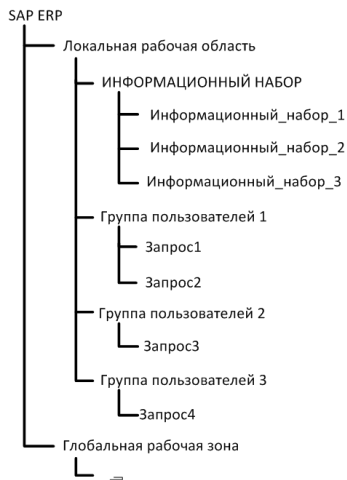 SAP ERP
Локальная рабочая область
ИНФОРМАЦИОННЫЙ НАБОР
Информационный_набор_1
Информационный_набор_2
Информационный_набор_3
Группа пользователей 1
Запрос1
Запрос2
Группа пользователей 2
Запрос3
Группа пользователей 3
Запрос4
Глобальная рабочая зона